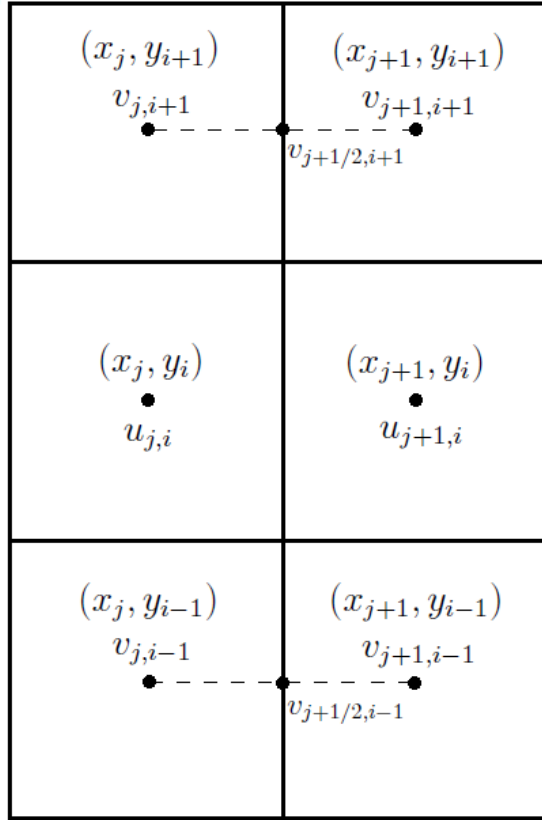 (x_j, y_{i+1}) (x_{j+1}, y_{i+1})
v_{j,i+1} v_{j+1,i+1}
v_{j+1/2,i+1}
(x_j, y_i) (x_{j+1}, y_i)
u_{j,i} u_{j+1,i}
(x_j, y_{i-1}) (x_{j+1}, y_{i-1})
v_{j,i-1} v_{j+1,i-1}
v_{j+1/2,i-1}